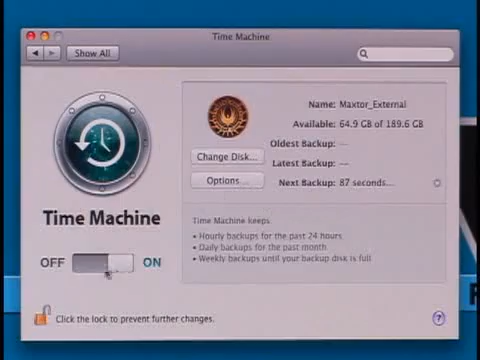 Time Machine
Show All
Name: Maxtor_External
Available: 64.9 GB of 189.6 GB
Oldest Backup: —
Change Disk...
Latest Backup: —
Options...
Next Backup: 87 seconds...
Time Machine
Time Machine keeps
• Hourly backups for the past 24 hours
• Daily backups for the past month
• Weekly backups until your backup disk is full
OFF ON
Click the lock to prevent further changes.
?